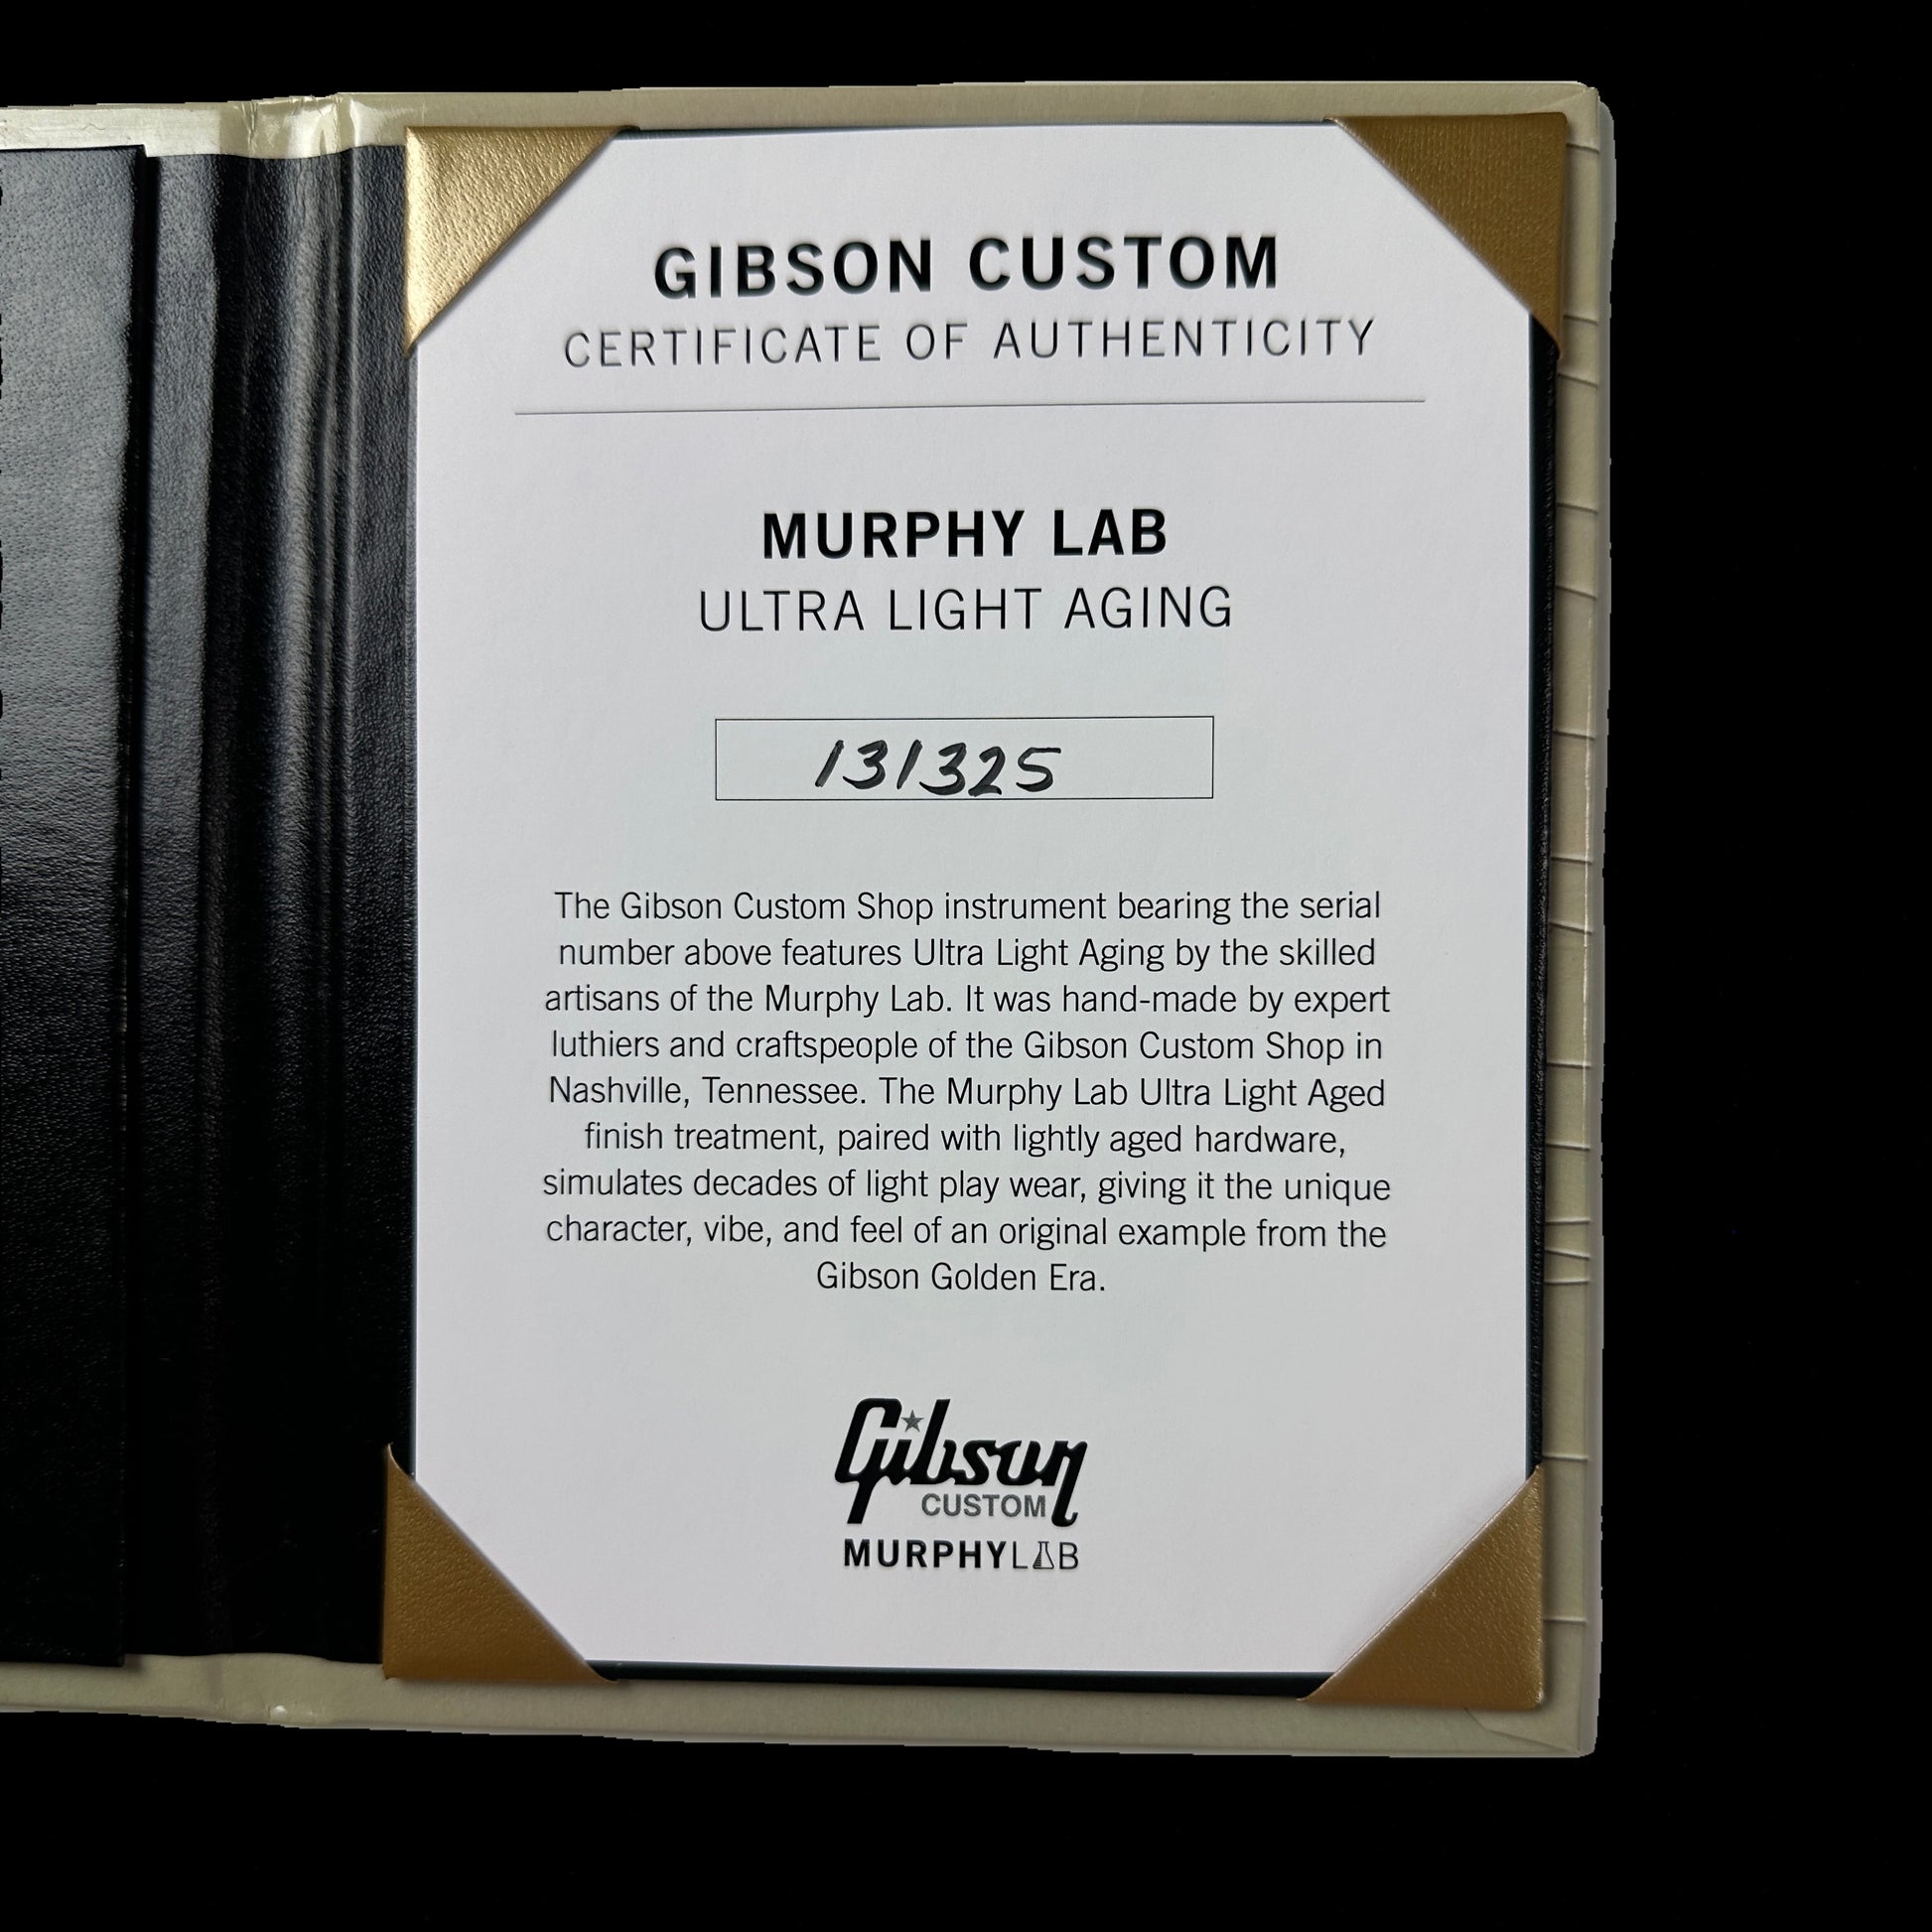 GIBSON CUSTOM
CERTIFICATE OF AUTHENTICITY
MURPHY LAB
ULTRA LIGHT AGING
131325
The Gibson Custom Shop instrument bearing the serial
number above features Ultra Light Aging by the skilled
artisans of the Murphy Lab. It was hand-made by expert
luthiers and craftspeople of the Gibson Custom Shop in
Nashville, Tennessee. The Murphy Lab Ultra Light Aged
finish treatment, paired with lightly aged hardware,
simulates decades of light play wear, giving it the unique
character, vibe, and feel of an original example from the
Gibson Golden Era.
Gibson
CUSTOM
MURPHYLAB